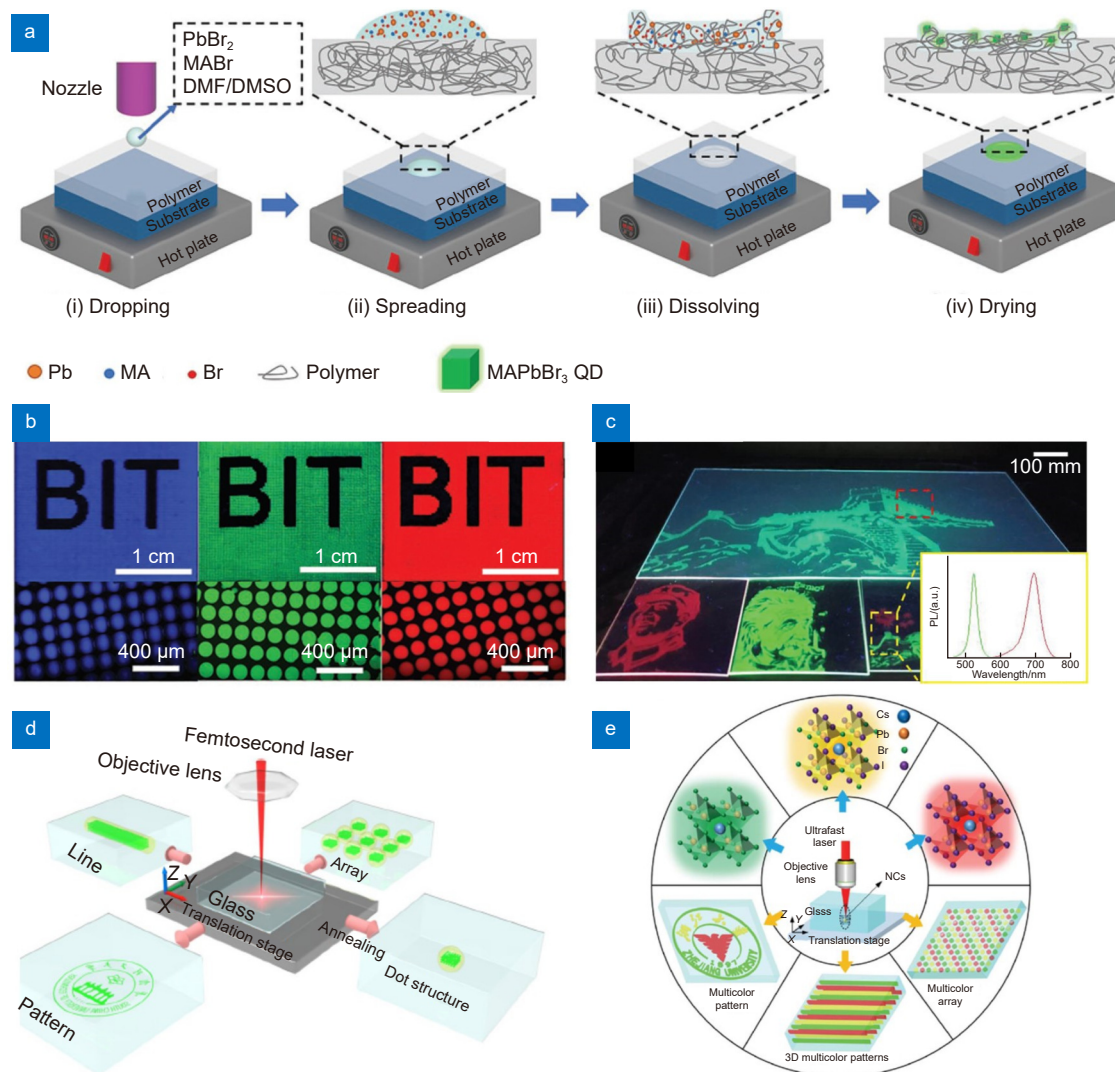 a
PbBr2
MABr
DMF/DMSO
Nozzle
Polymer
Substrate
Hot plate
Polymer
Substrate
Hot plate
Polymer
Substrate
Hot plate
Polymer
Substrate
Hot plate
(i) Dropping
(ii) Spreading
(iii) Dissolving
(iv) Drying
Pb
MA
Br
Polymer
MAPbBr3 QD
b
BIT
BIT
BIT
1 cm
1 cm
1 cm
400 μm
400 μm
400 μm
c
100 mm
PL/(a.u.)
500
600
700
800
Wavelength/nm
d
Femtosecond laser
Objective lens
Line
Array
Z
Y
X
Glass
Translation stage
Annealing
Dot structure
Pattern
e
Cs
Pb
Br
I
Ultrafast
laser
Objective
lens
NCs
Glsss
Z
Y
X
Translation stage
1897
ZHEJIANG UNIVERSITY
Multicolor
pattern
Multicolor
array
3D multicolor patterns